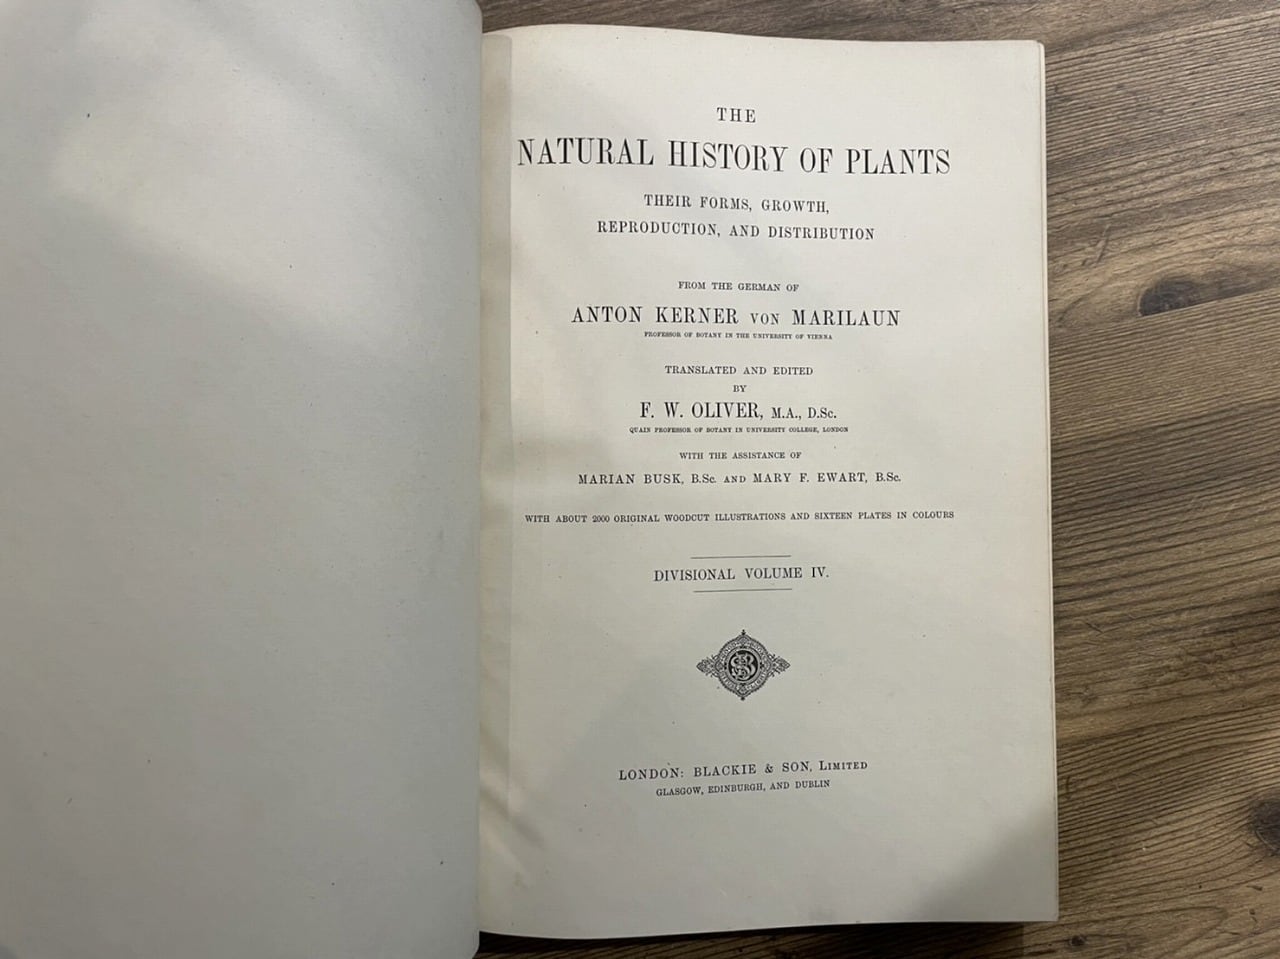 THE
NATURAL HISTORY OF PLANTS
THEIR FORMS, GROWTH,
REPRODUCTION, AND DISTRIBUTION
FROM THE GERMAN OF
ANTON KERNER VON MARILAUN
PROFESSOR OF BOTANY IN THE UNIVERSITY OF VIENNA
TRANSLATED AND EDITED
BY
F. W. OLIVER, M.A., D.Sc.
QUAIN PROFESSOR OF BOTANY IN UNIVERSITY COLLEGE, LONDON
WITH THE ASSISTANCE OF
MARIAN BUSK, B.Sc. AND MARY F. EWART, B.Sc.
WITH ABOUT 2000 ORIGINAL WOODCUT ILLUSTRATIONS AND SIXTEEN PLATES IN COLOURS
DIVISIONAL VOLUME IV.
LONDON: BLACKIE & SON, LIMITED
GLASGOW, EDINBURGH, AND DUBLIN